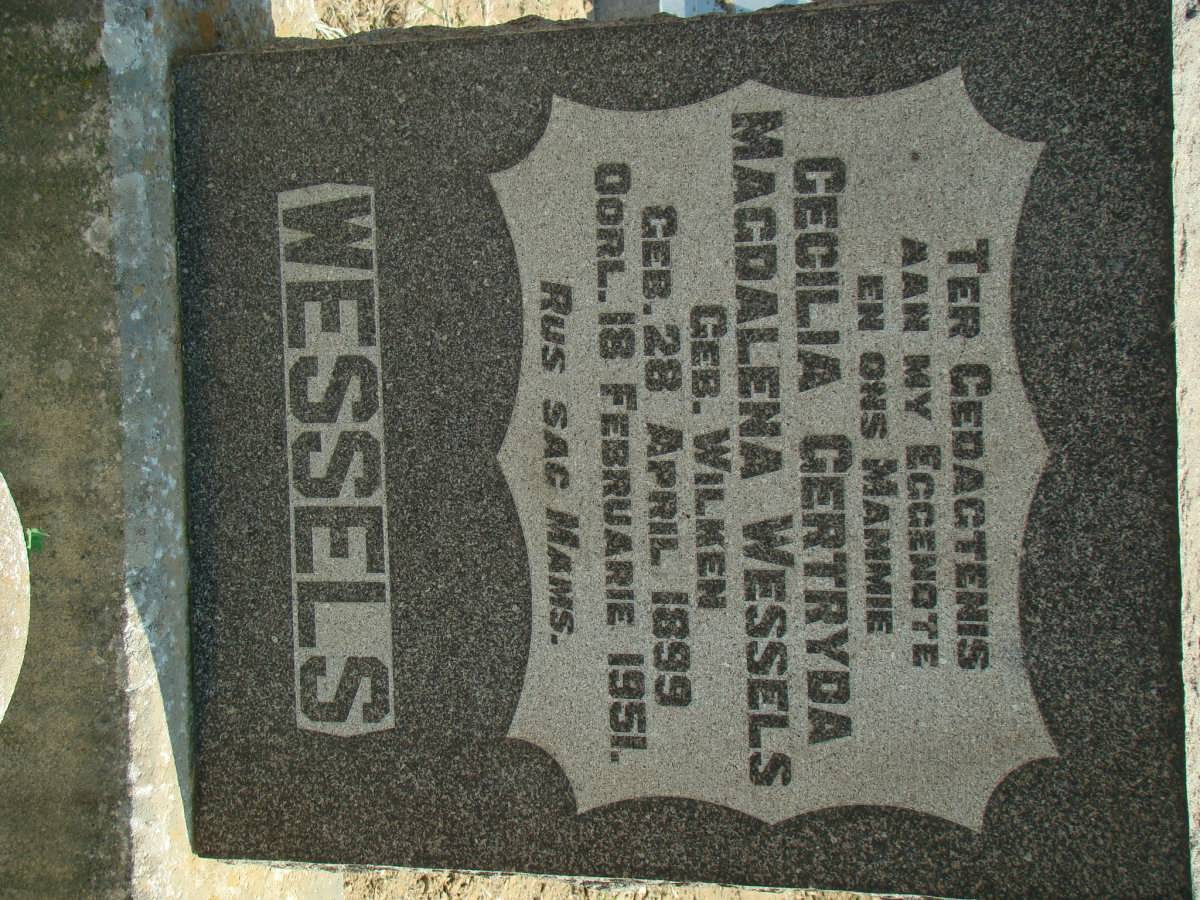 TER GEDAGTENIS
AAN MY EGGENOTE
EN ONS MAMMIE
CECILIA GERTRYDA
MAGDALENA WESSELS
GEB. WILKEN
GEB. 28 APRIL 1899
OORL. 18 FEBRUARIE 1951.
RUS SAG MAMS.
WESSELS